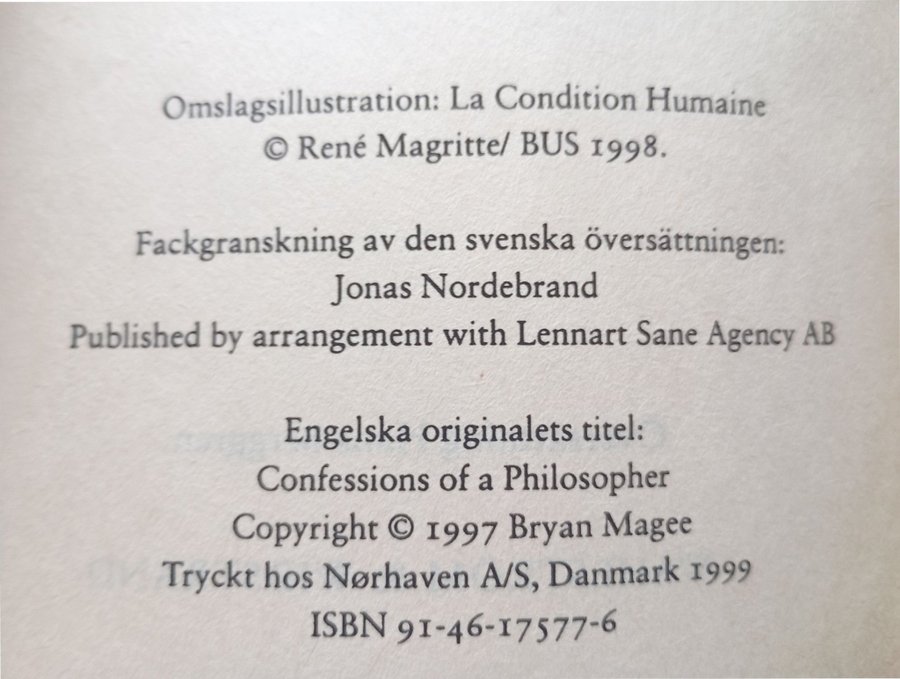 Omslagsillustration: La Condition Humaine
© René Magritte/ BUS 1998.
Fackgranskning av den svenska översättningen:
Jonas Nordebrand
Published by arrangement with Lennart Sane Agency AB
Engelska originalets titel:
Confessions of a Philosopher
Copyright © 1997 Bryan Magee
Tryckt hos Nørhaven A/S, Danmark 1999
ISBN 91-46-17577-6